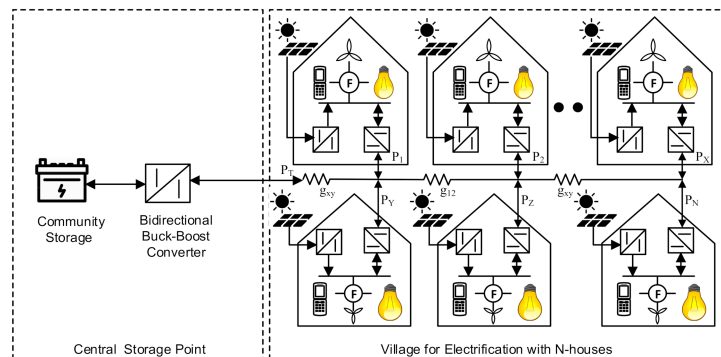 F
F
F
P1
P2
PX
PT
gxy
g12
gxy
PY
PZ
PN
Community
Storage
Bidirectional
Buck-Boost
Converter
F
F
F
Central Storage Point
Village for Electrification with N-houses